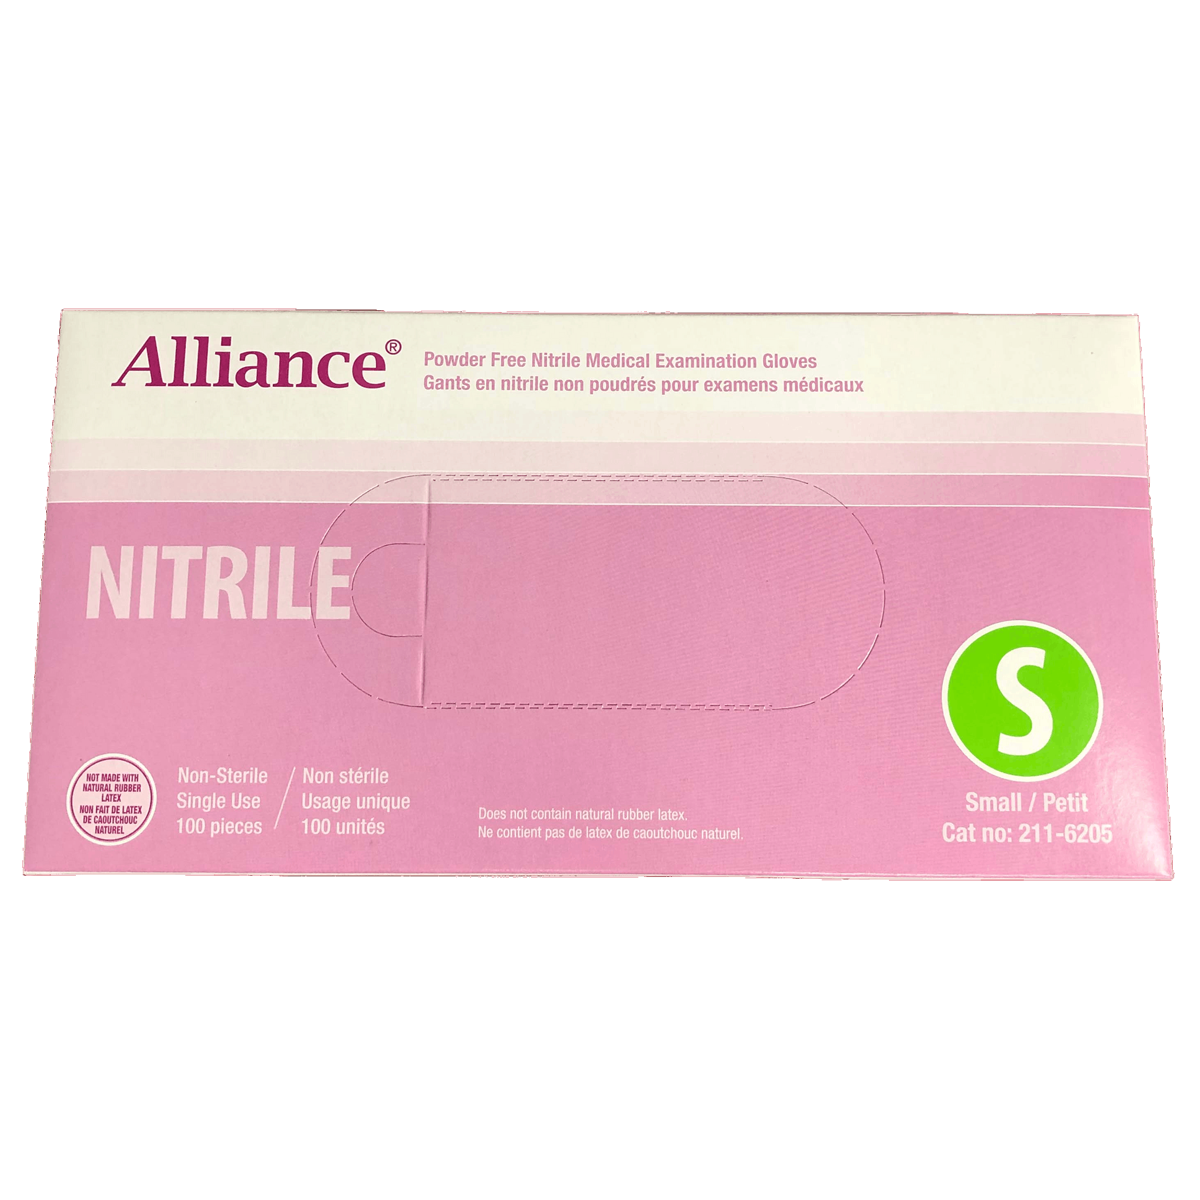 Alliance®
Powder Free Nitrile Medical Examination Gloves
Gants en nitrile non poudrés pour examens médicaux
NITRILE
S
Small / Petit
Cat no: 211-6205
NOT MADE WITH
NATURAL RUBBER
LATEX
NON FAIT DE LATEX
DE CAOUTCHOUC
NATUREL
Non-Sterile / Non stérile
Single Use / Usage unique
100 pieces / 100 unités
Does not contain natural rubber latex.
Ne contient pas de latex de caoutchouc naturel.